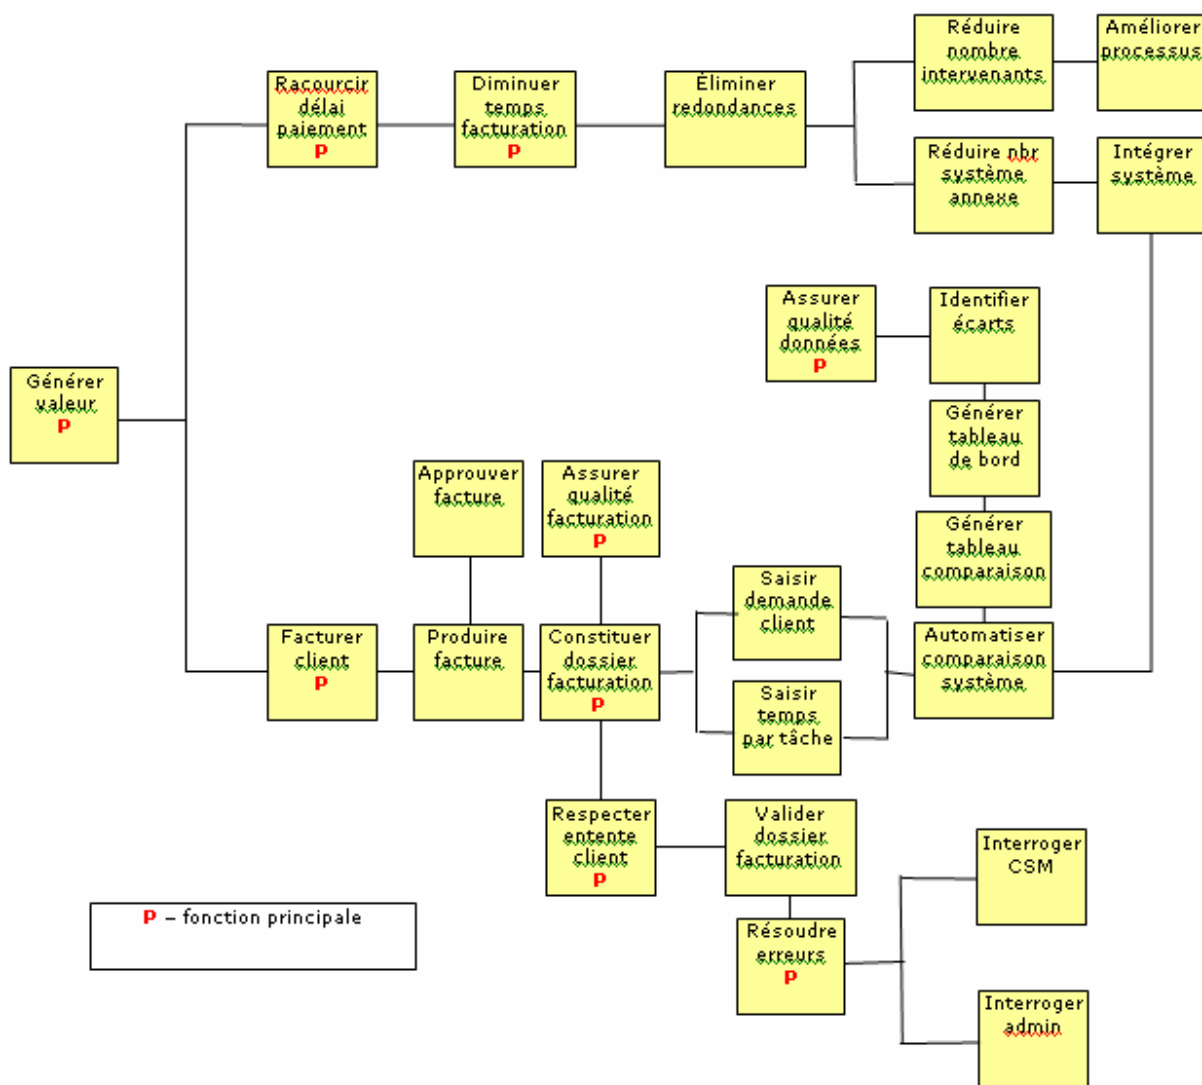 Réduire
nombre
intervenants
Améliorer
processus
Racourcir
délai
paiement
P
Diminuer
temps
facturation
P
Éliminer
redondances
Réduire nbr
système
annexe
Intégrer
système
Assurer
qualité
données
P
Identifier
écarts
Générer
valeur
P
Générer
tableau
de bord
Approuver
facture
Assurer
qualité
facturation
P
Générer
tableau
comparaison
Saisir
demande
client
Facturer
client
P
Produire
facture
Constituer
dossier
facturation
P
Automatiser
comparaison
système
Saisir
temps
par tâche
Respecter
entente
client
P
Valider
dossier
facturation
Interroger
CSM
P – fonction principale
Résoudre
erreurs
P
Interroger
admin